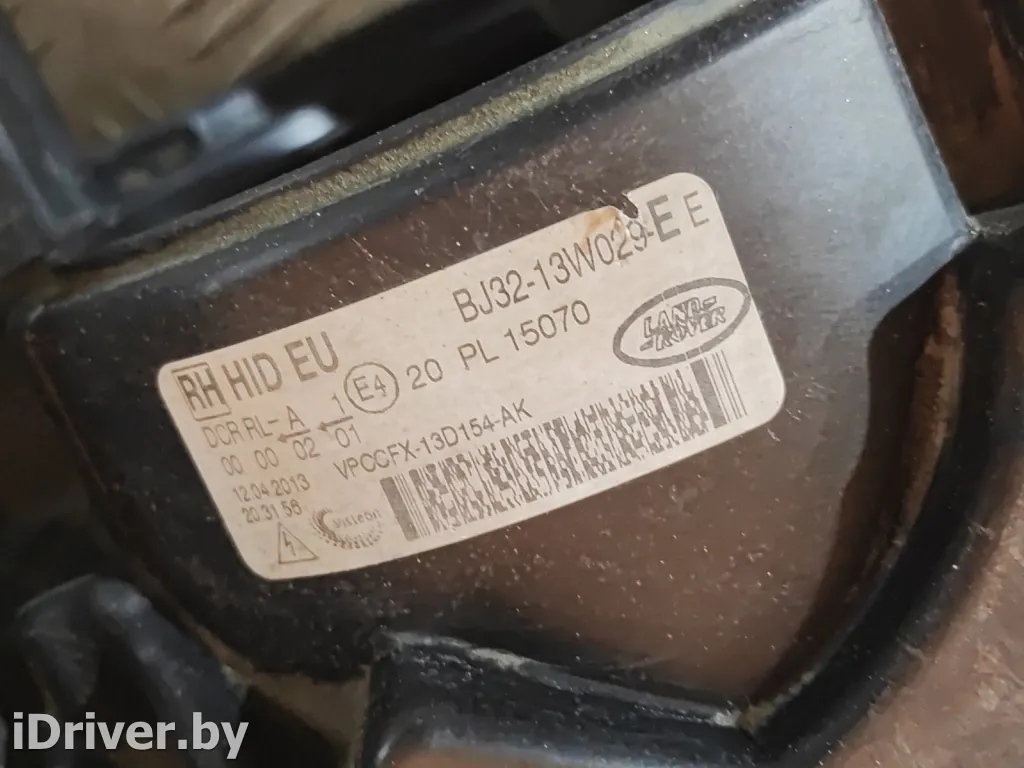 BJ32-13W029-E E
RH HID EU
E4 20 PL 15070
LAND-
-ROVER
DCR RL-A 1
00 00 02 01
VPCCFX-13D154-AK
12.04.2013
20:31:56
Visteon
iDriver.by